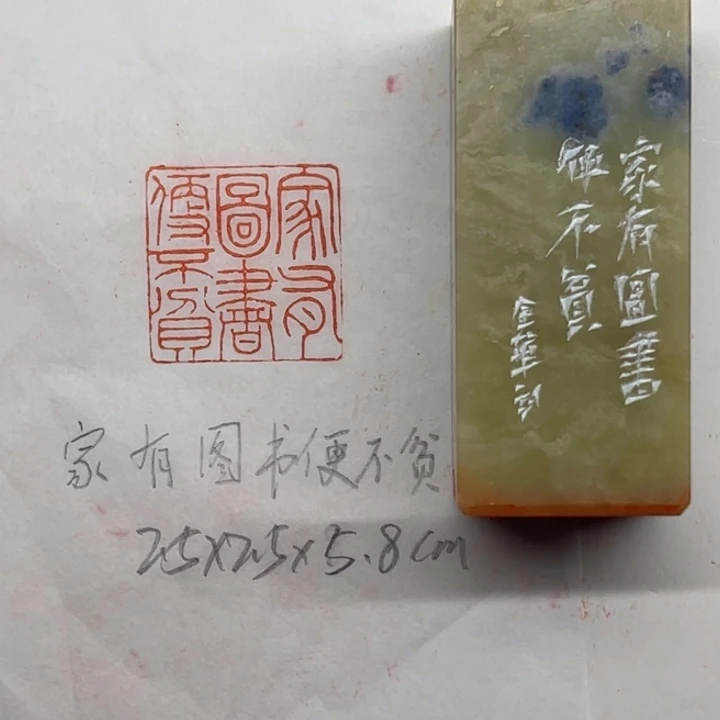 家有圖書
便不貧
家有圖書
便不貧
金華刻
家有图书便不贫
2.5x2.5x5.8cm